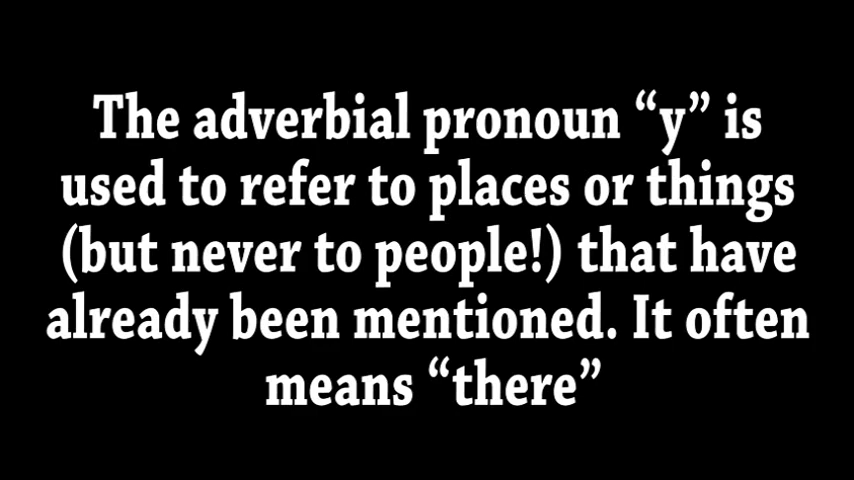 The adverbial pronoun “y” is
used to refer to places or things
(but never to people!) that have
already been mentioned. It often
means “there”